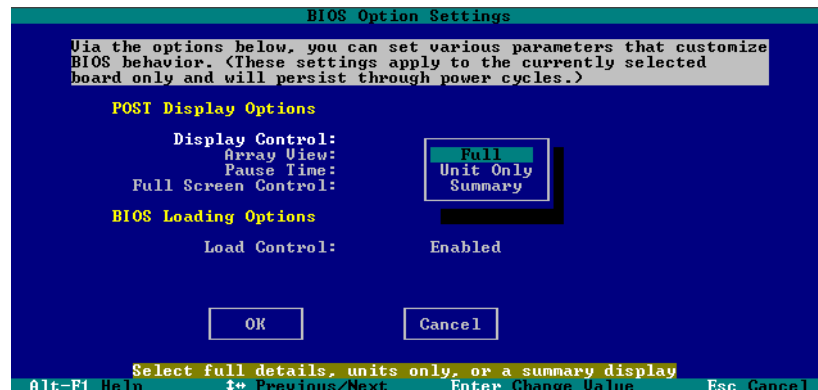 BIOS Option Settings
Via the options below, you can set various parameters that customize
BIOS behavior. (These settings apply to the currently selected
board only and will persist through power cycles.)
POST Display Options
Display Control:
Array View:
Pause Time:
Full Screen Control:
Full
Unit Only
Summary
BIOS Loading Options
Load Control: Enabled
OK Cancel
Select full details, units only, or a summary display
Alt-F1 Help ↕↔ Previous/Next Enter Change Value Esc Cancel